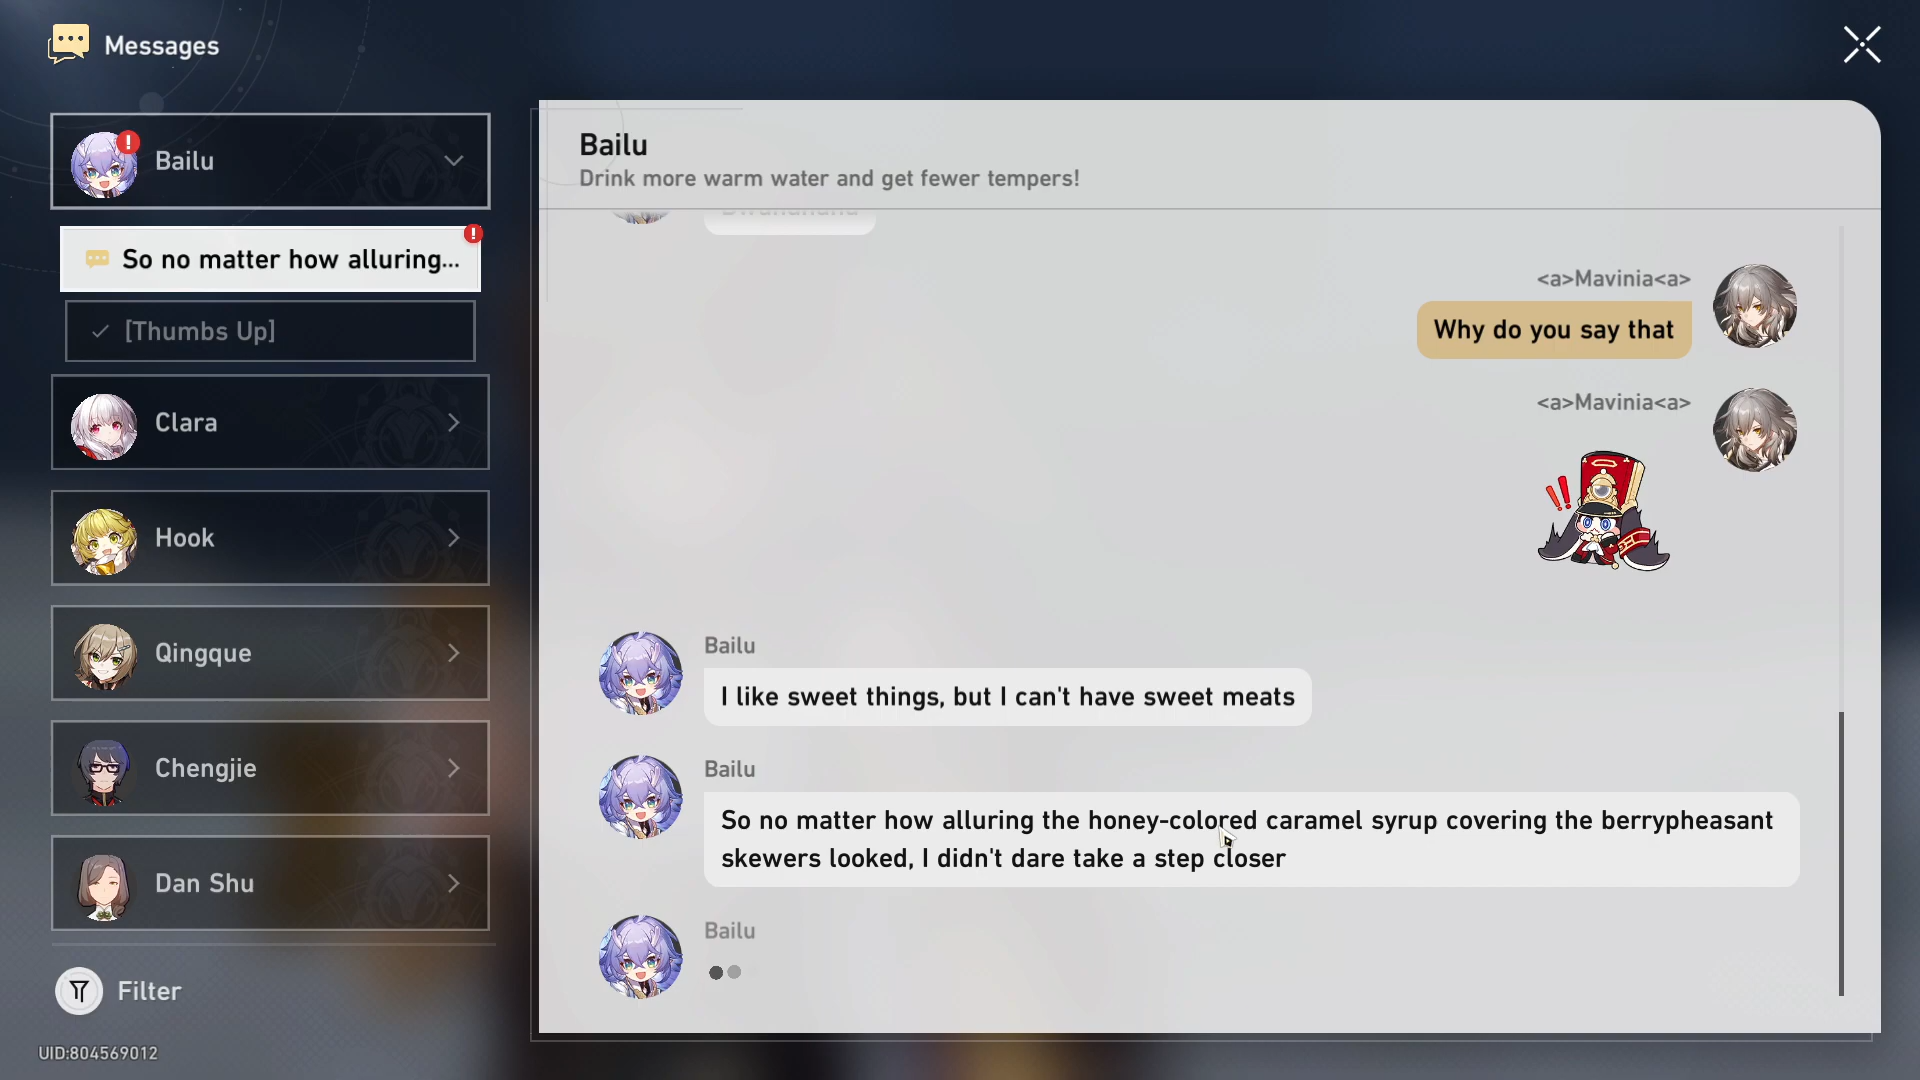 Messages
Bailu
So no matter how alluring...
[Thumbs Up]
Clara
Hook
Qingque
Chengjie
Dan Shu
Filter
UID:804569012
Bailu
Drink more warm water and get fewer tempers!
<a>Mavinia<a>
Why do you say that
<a>Mavinia<a>
Bailu
I like sweet things, but I can't have sweet meats
Bailu
So no matter how alluring the honey-colored caramel syrup covering the berrypheasant
skewers looked, I didn't dare take a step closer
Bailu